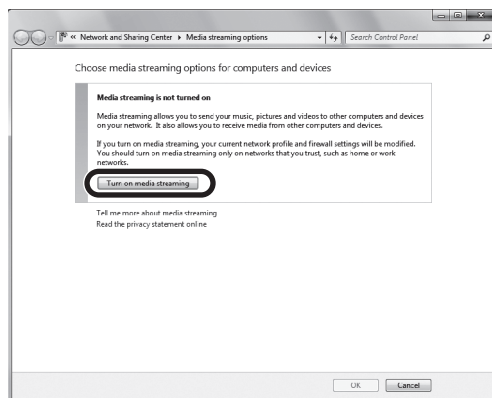 « Network and Sharing Center ▸ Media streaming options
Search Control Panel
Choose media streaming options for computers and devices
Media streaming is not turned on
Media streaming allows you to send your music, pictures and videos to other computers and devices
on your network. It also allows you to receive media from other computers and devices.
If you turn on media streaming, your current network profile and firewall settings will be modified.
You should turn on media streaming only on networks that you trust, such as home or work
networks.
Turn on media streaming
Tell me more about media streaming
Read the privacy statement online
OK
Cancel